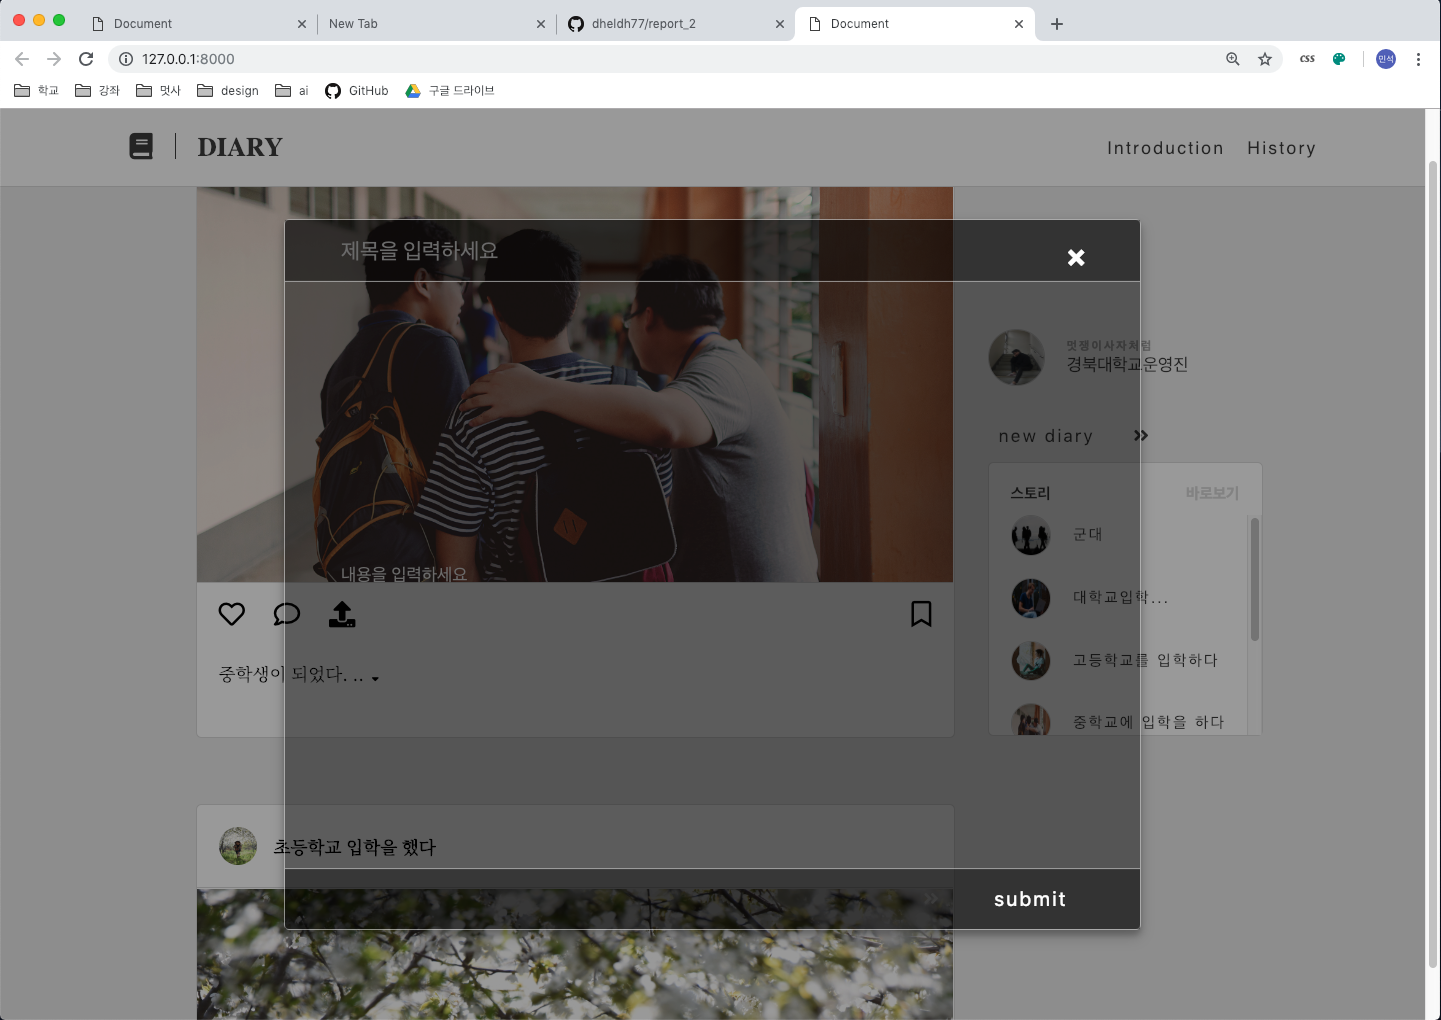 Document
New Tab
dheldh77/report_2
Document
127.0.0.1:8000
css
민석
학교
강좌
멋사
design
ai
GitHub
구글 드라이브
DIARY
Introduction
History
제목을 입력하세요
멋쟁이사자처럼
경북대학교운영진
new diary
스토리
바로보기
군대
대학교입학...
고등학교를 입학하다
중학교에 입학을 하다
내용을 입력하세요
중학생이 되었다. ..
초등학교 입학을 했다
submit